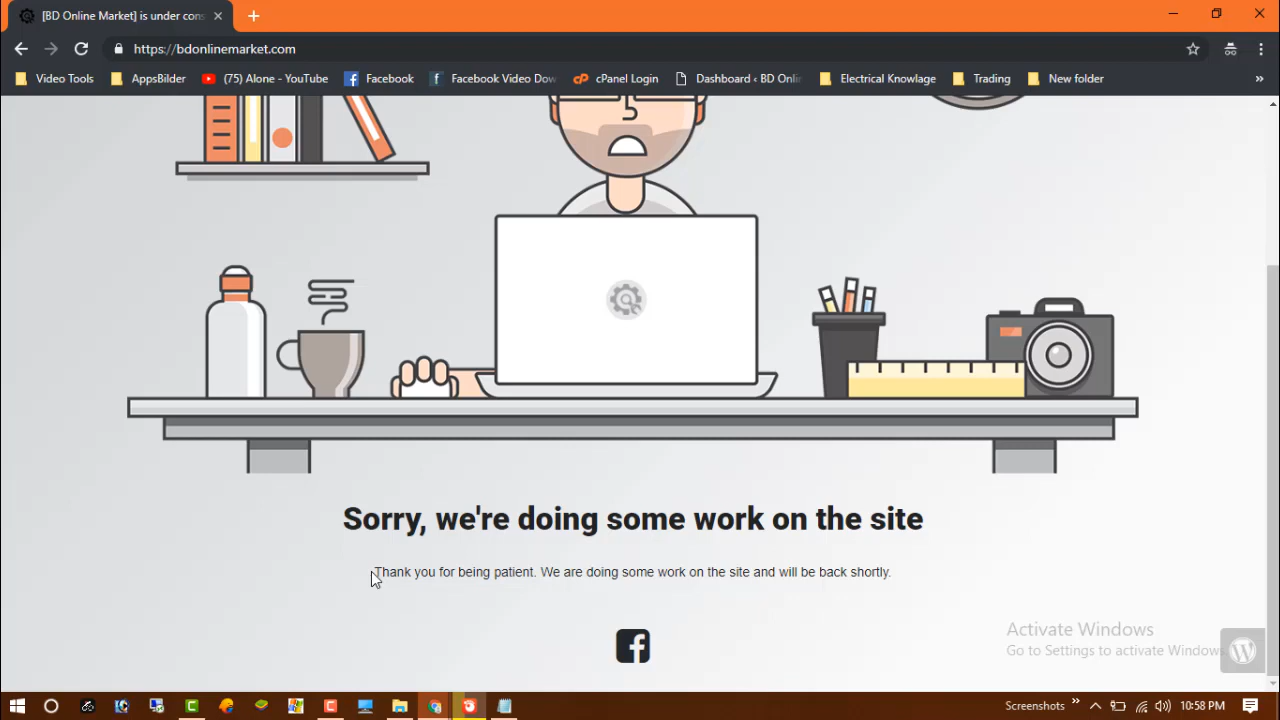 [BD Online Market] is under cons
https://bdonlinemarket.com
Video Tools
AppsBilder
(75) Alone - YouTube
Facebook
Facebook Video Dow
cPanel Login
Dashboard ‹ BD Onli
Electrical Knowlage
Trading
New folder
Sorry, we're doing some work on the site
Thank you for being patient. We are doing some work on the site and will be back shortly.
Activate Windows
Go to Settings to activate Windows.
Screenshots
10:58 PM